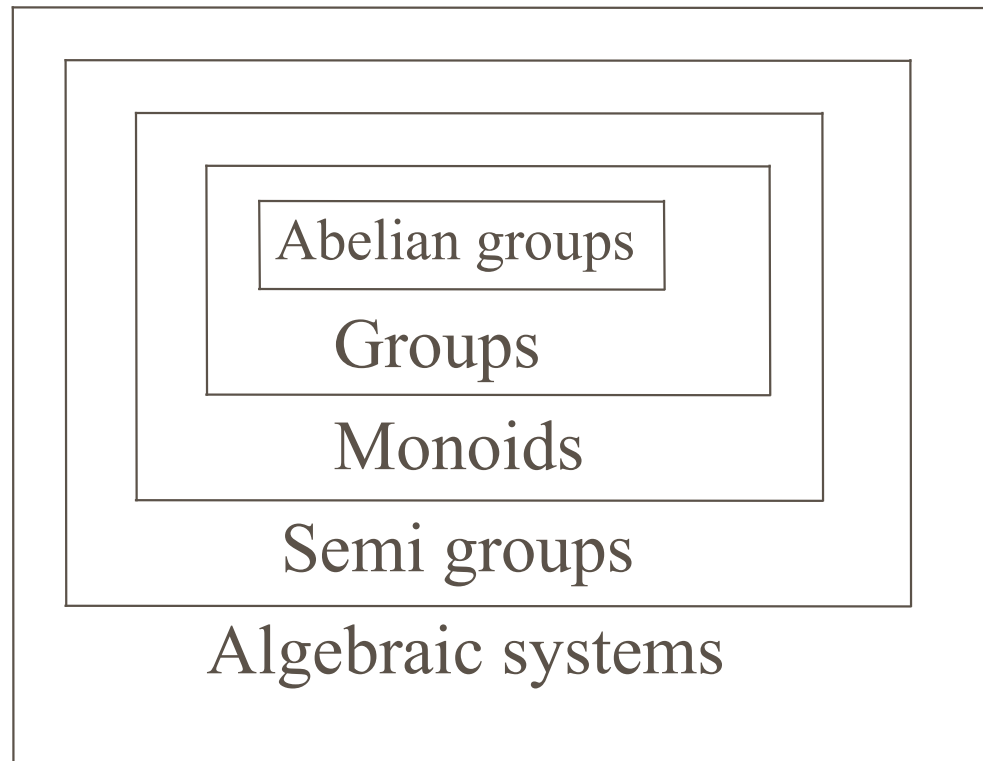 Abelian groups
Groups
Monoids
Semi groups
Algebraic systems